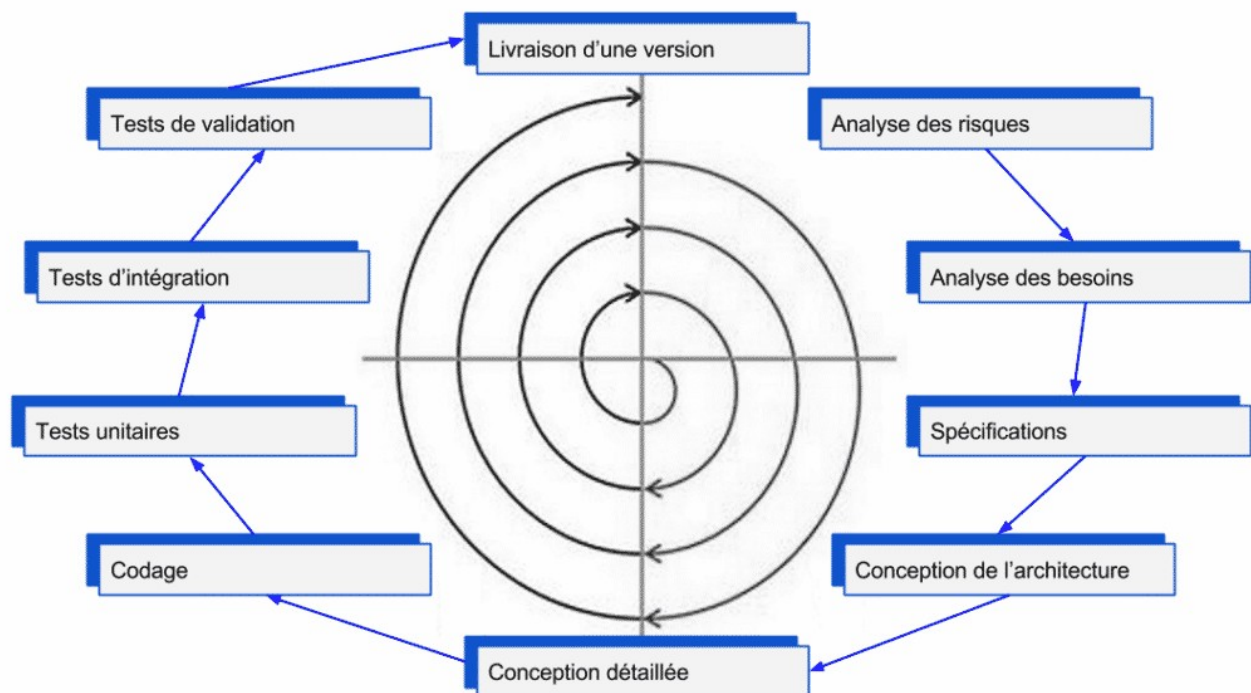 Livraison d’une version
Analyse des risques
Analyse des besoins
Spécifications
Conception de l’architecture
Conception détaillée
Codage
Tests unitaires
Tests d’intégration
Tests de validation